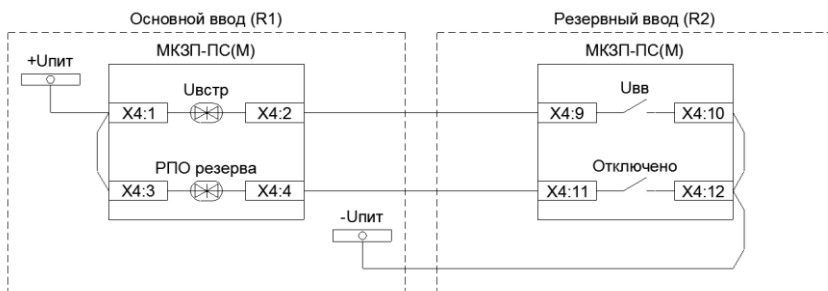 Основной ввод (R1)
Резервный ввод (R2)
МКЗП-ПС(М)
МКЗП-ПС(М)
+Uпит
Uвстр
Uвв
X4:1
X4:2
X4:9
X4:10
РПО резерва
Отключено
X4:3
X4:4
X4:11
X4:12
-Uпит